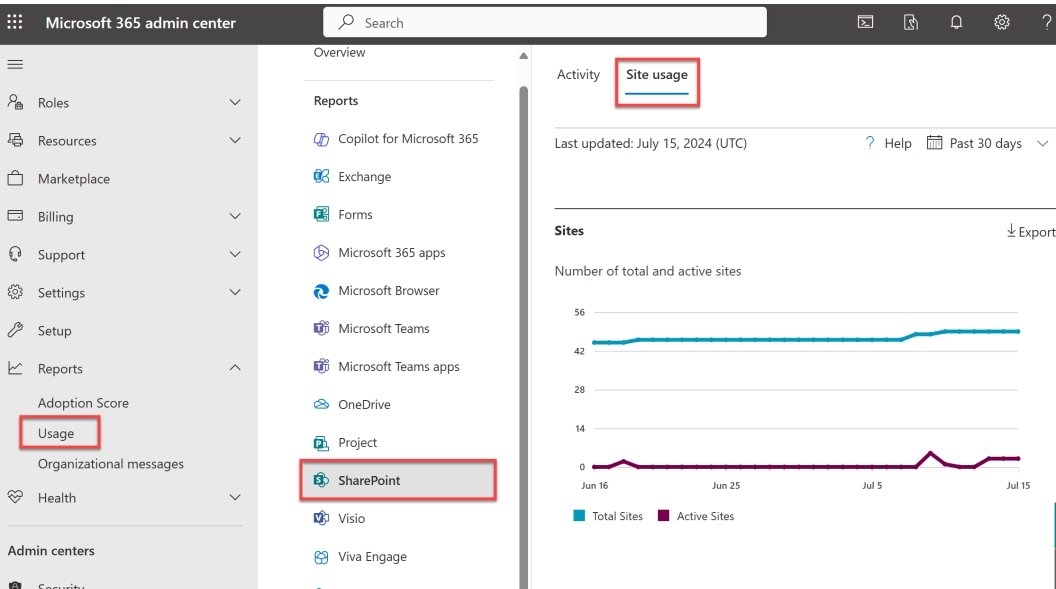 Microsoft 365 admin center
Search
?
Roles
Resources
Marketplace
Billing
Support
Settings
Setup
Reports
Adoption Score
Usage
Organizational messages
Health
Admin centers
Security
Overview
Reports
Copilot for Microsoft 365
Exchange
Forms
Microsoft 365 apps
Microsoft Browser
Microsoft Teams
Microsoft Teams apps
OneDrive
Project
SharePoint
Visio
Viva Engage
Activity
Site usage
Last updated: July 15, 2024 (UTC)
? Help
Past 30 days
Sites
Export
Number of total and active sites
56
42
28
14
0
Jun 16
Jun 25
Jul 5
Jul 15
Total Sites
Active Sites